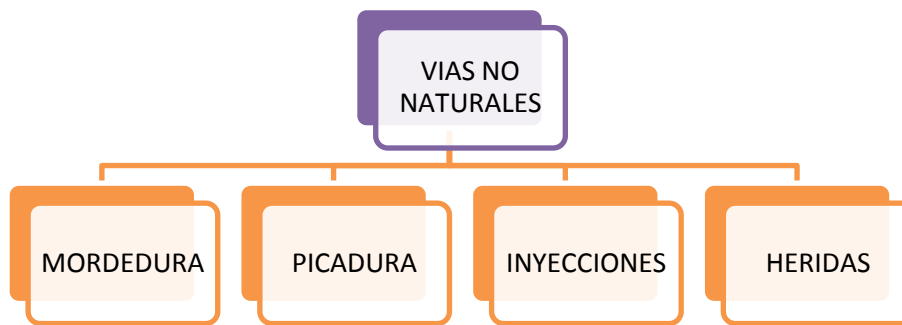 VIAS NO
NATURALES
MORDEDURA
PICADURA
INYECCIONES
HERIDAS